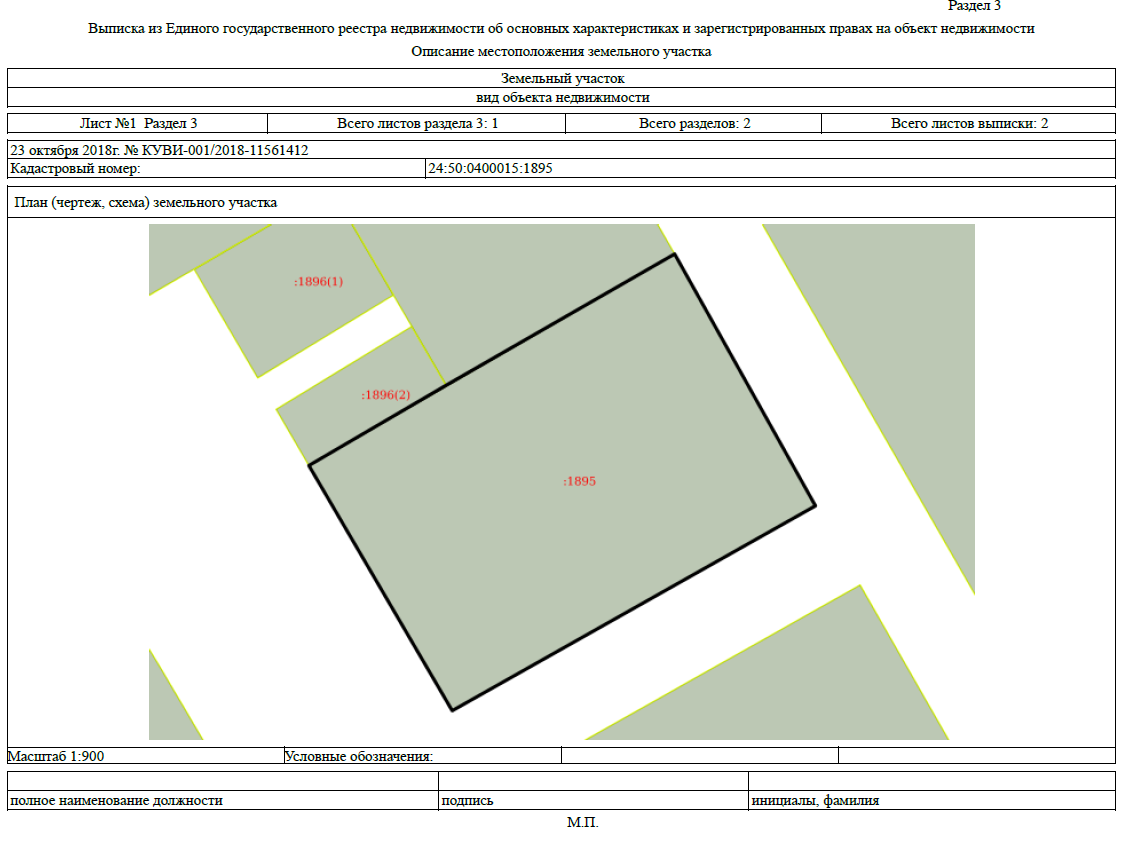 Раздел 3
Выписка из Единого государственного реестра недвижимости об основных характеристиках и зарегистрированных правах на объект недвижимости
Описание местоположения земельного участка
Земельный участок
вид объекта недвижимости
Лист №1 Раздел 3 Всего листов раздела 3: 1 Всего разделов: 2 Всего листов выписки: 2
23 октября 2018г. № КУВИ-001/2018-11561412
Кадастровый номер: 24:50:0400015:1895
План (чертеж, схема) земельного участка
:1896(1)
:1896(2)
:1895
Масштаб 1:900 Условные обозначения:
полное наименование должности подпись инициалы, фамилия
М.П.